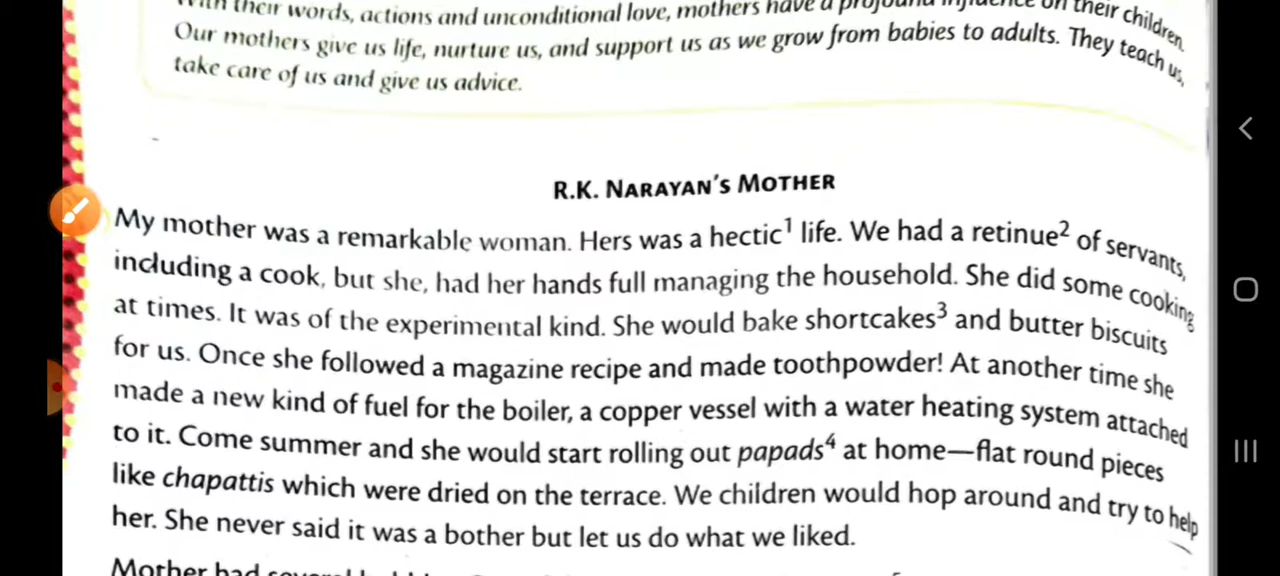 With their words, actions and unconditional love, mothers have a profound influence on their children.
Our mothers give us life, nurture us, and support us as we grow from babies to adults. They teach us,
take care of us and give us advice.
R.K. NARAYAN'S MOTHER
My mother was a remarkable woman. Hers was a hectic¹ life. We had a retinue² of servants,
including a cook, but she, had her hands full managing the household. She did some cooking
at times. It was of the experimental kind. She would bake shortcakes³ and butter biscuits
for us. Once she followed a magazine recipe and made toothpowder! At another time she
made a new kind of fuel for the boiler, a copper vessel with a water heating system attached
to it. Come summer and she would start rolling out papads⁴ at home—flat round pieces
like chapattis which were dried on the terrace. We children would hop around and try to help
her. She never said it was a bother but let us do what we liked.
Mother had